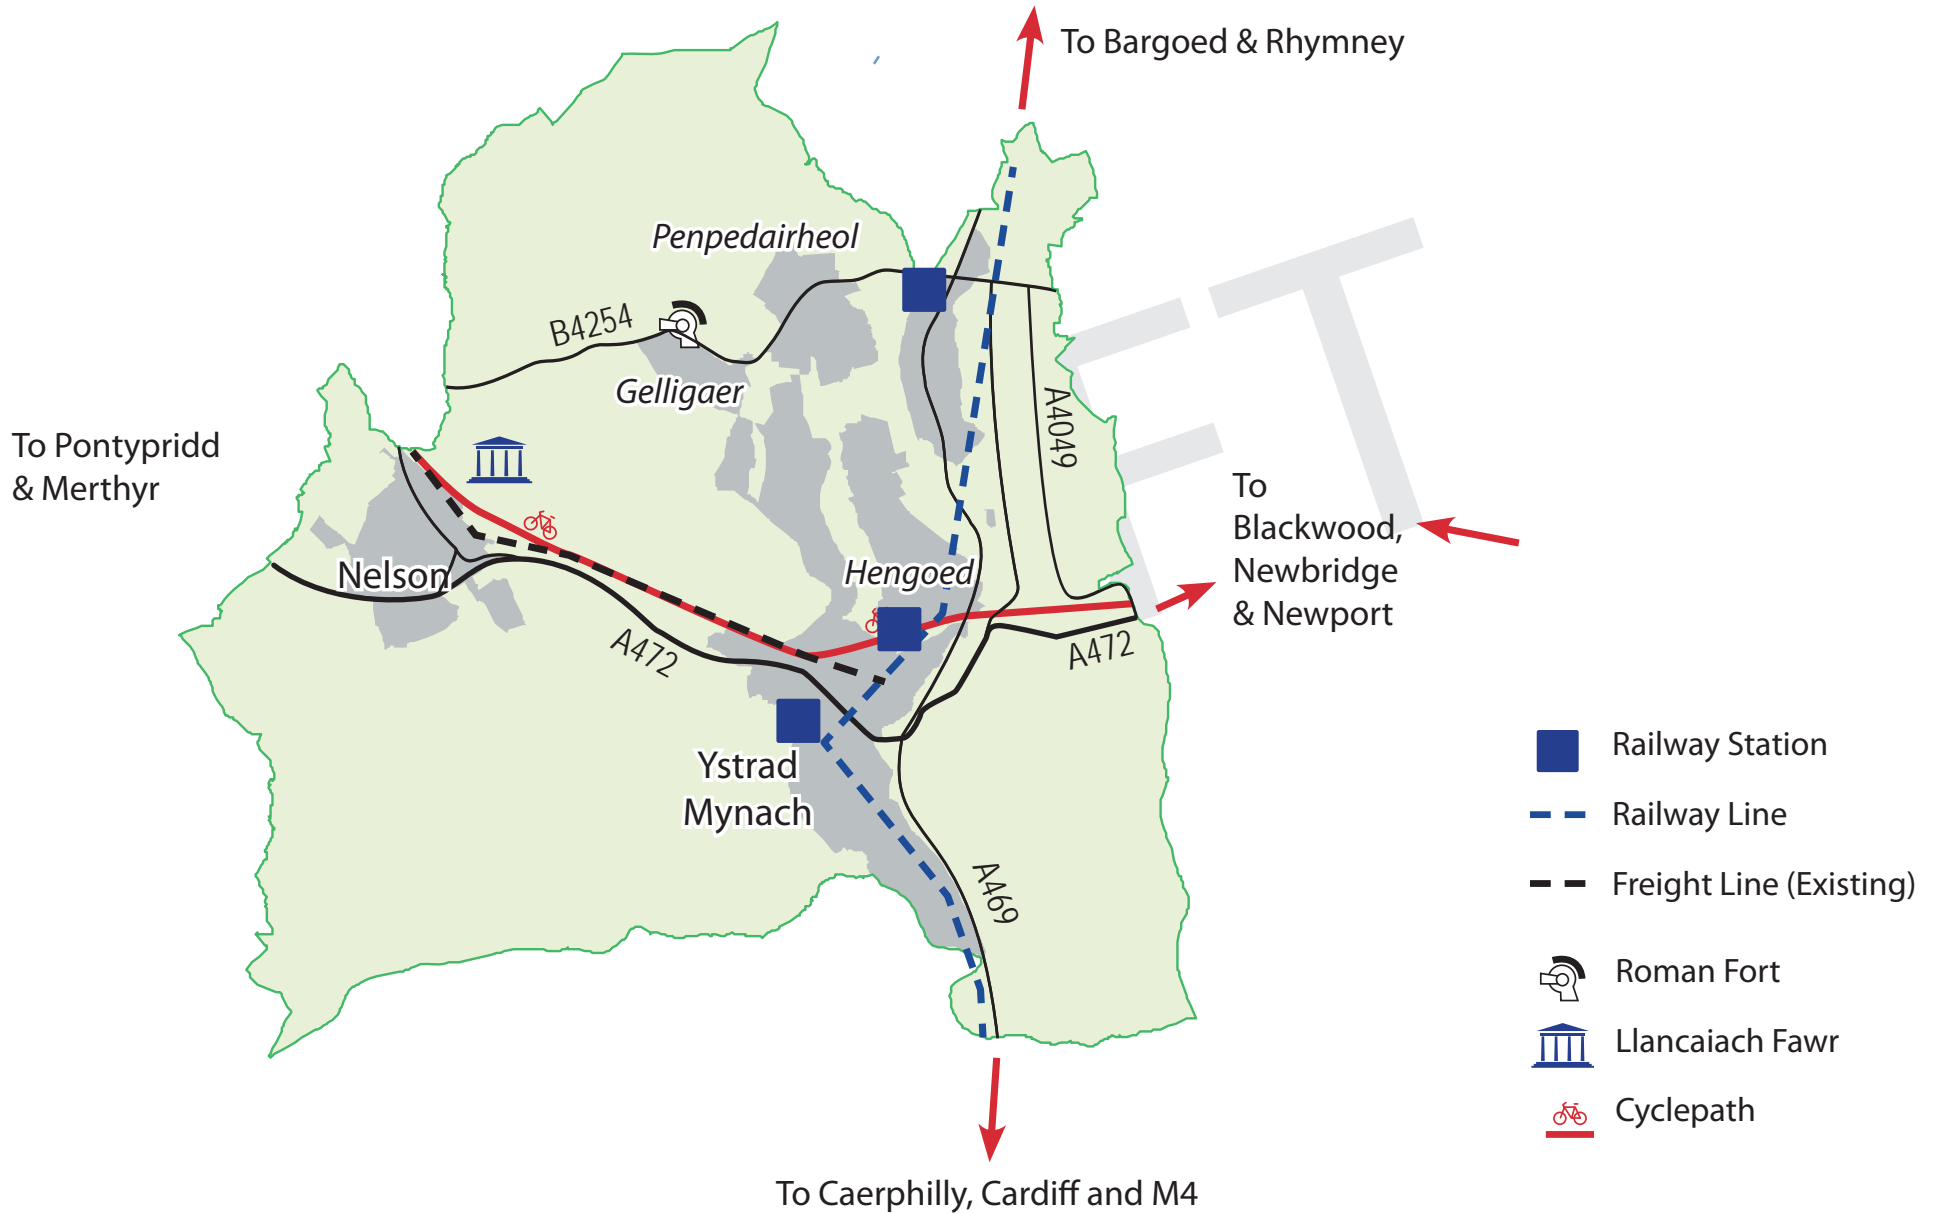 To Bargoed & Rhymney
Penpedairheol
B4254
Gelligaer
A4049
To Pontypridd
& Merthyr
To
Blackwood,
Newbridge
& Newport
Nelson
Hengoed
A472
A472
Ystrad
Mynach
A469
To Caerphilly, Cardiff and M4
Railway Station
Railway Line
Freight Line (Existing)
Roman Fort
Llancaiach Fawr
Cyclepath
FT